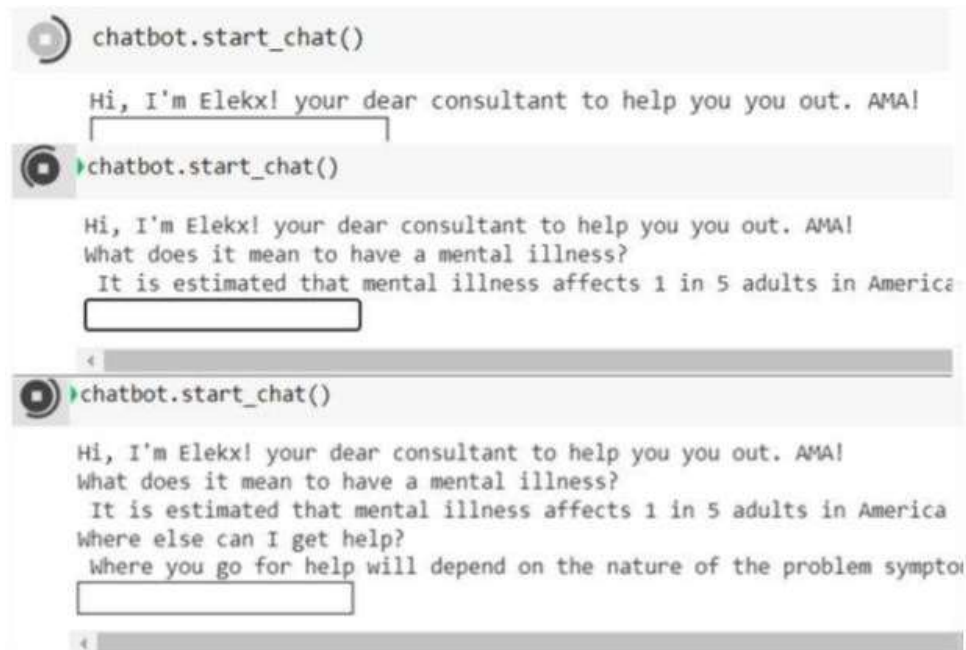 chatbot.start_chat()
Hi, I'm Elekx! your dear consultant to help you you out. AMA!
chatbot.start_chat()
Hi, I'm Elekx! your dear consultant to help you you out. AMA!
What does it mean to have a mental illness?
It is estimated that mental illness affects 1 in 5 adults in America
chatbot.start_chat()
Hi, I'm Elekx! your dear consultant to help you you out. AMA!
What does it mean to have a mental illness?
It is estimated that mental illness affects 1 in 5 adults in America
Where else can I get help?
Where you go for help will depend on the nature of the problem